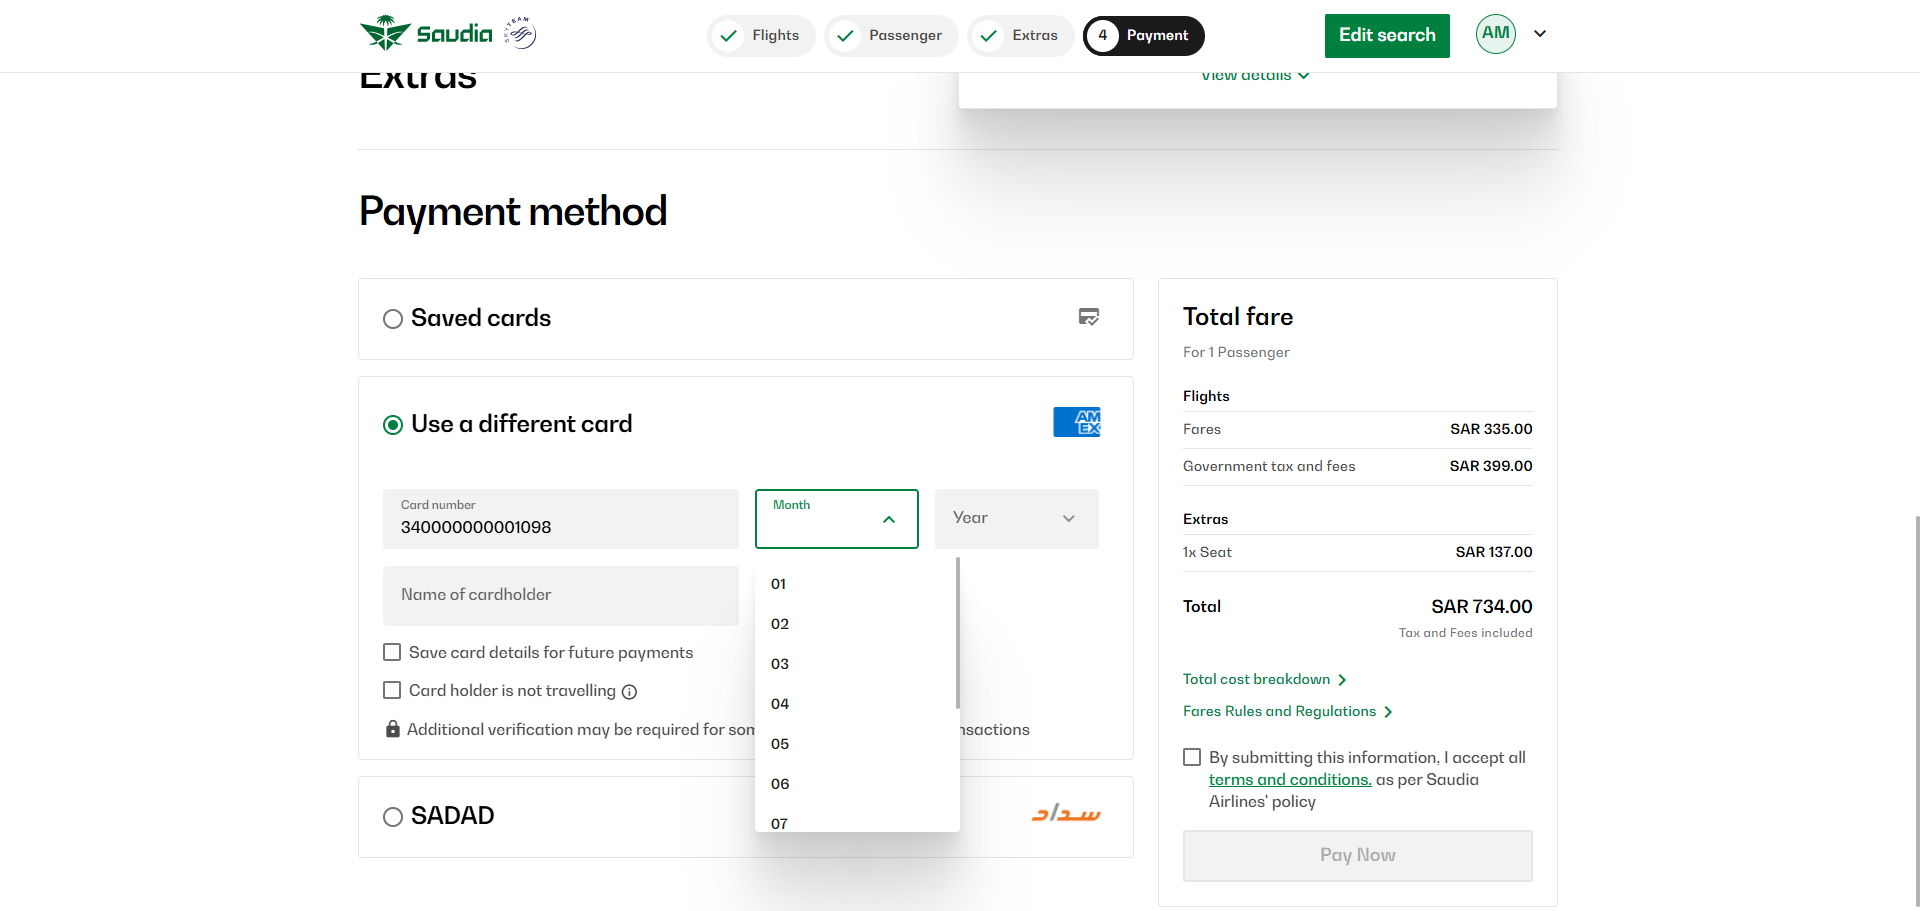 Saudia
SKYTEAM
Flights
Passenger
Extras
4 Payment
Edit search
AM
Extras
View details
Payment method
Saved cards
Use a different card
AM
EX
Card number
340000000001098
Month
Year
Name of cardholder
01
02
03
04
05
06
07
Save card details for future payments
Card holder is not travelling
Additional verification may be required for som
nsactions
SADAD
سداد
Total fare
For 1 Passenger
Flights
Fares SAR 335.00
Government tax and fees SAR 399.00
Extras
1x Seat SAR 137.00
Total SAR 734.00
Tax and Fees included
Total cost breakdown
Fares Rules and Regulations
By submitting this information, I accept all
terms and conditions. as per Saudia
Airlines' policy
Pay Now